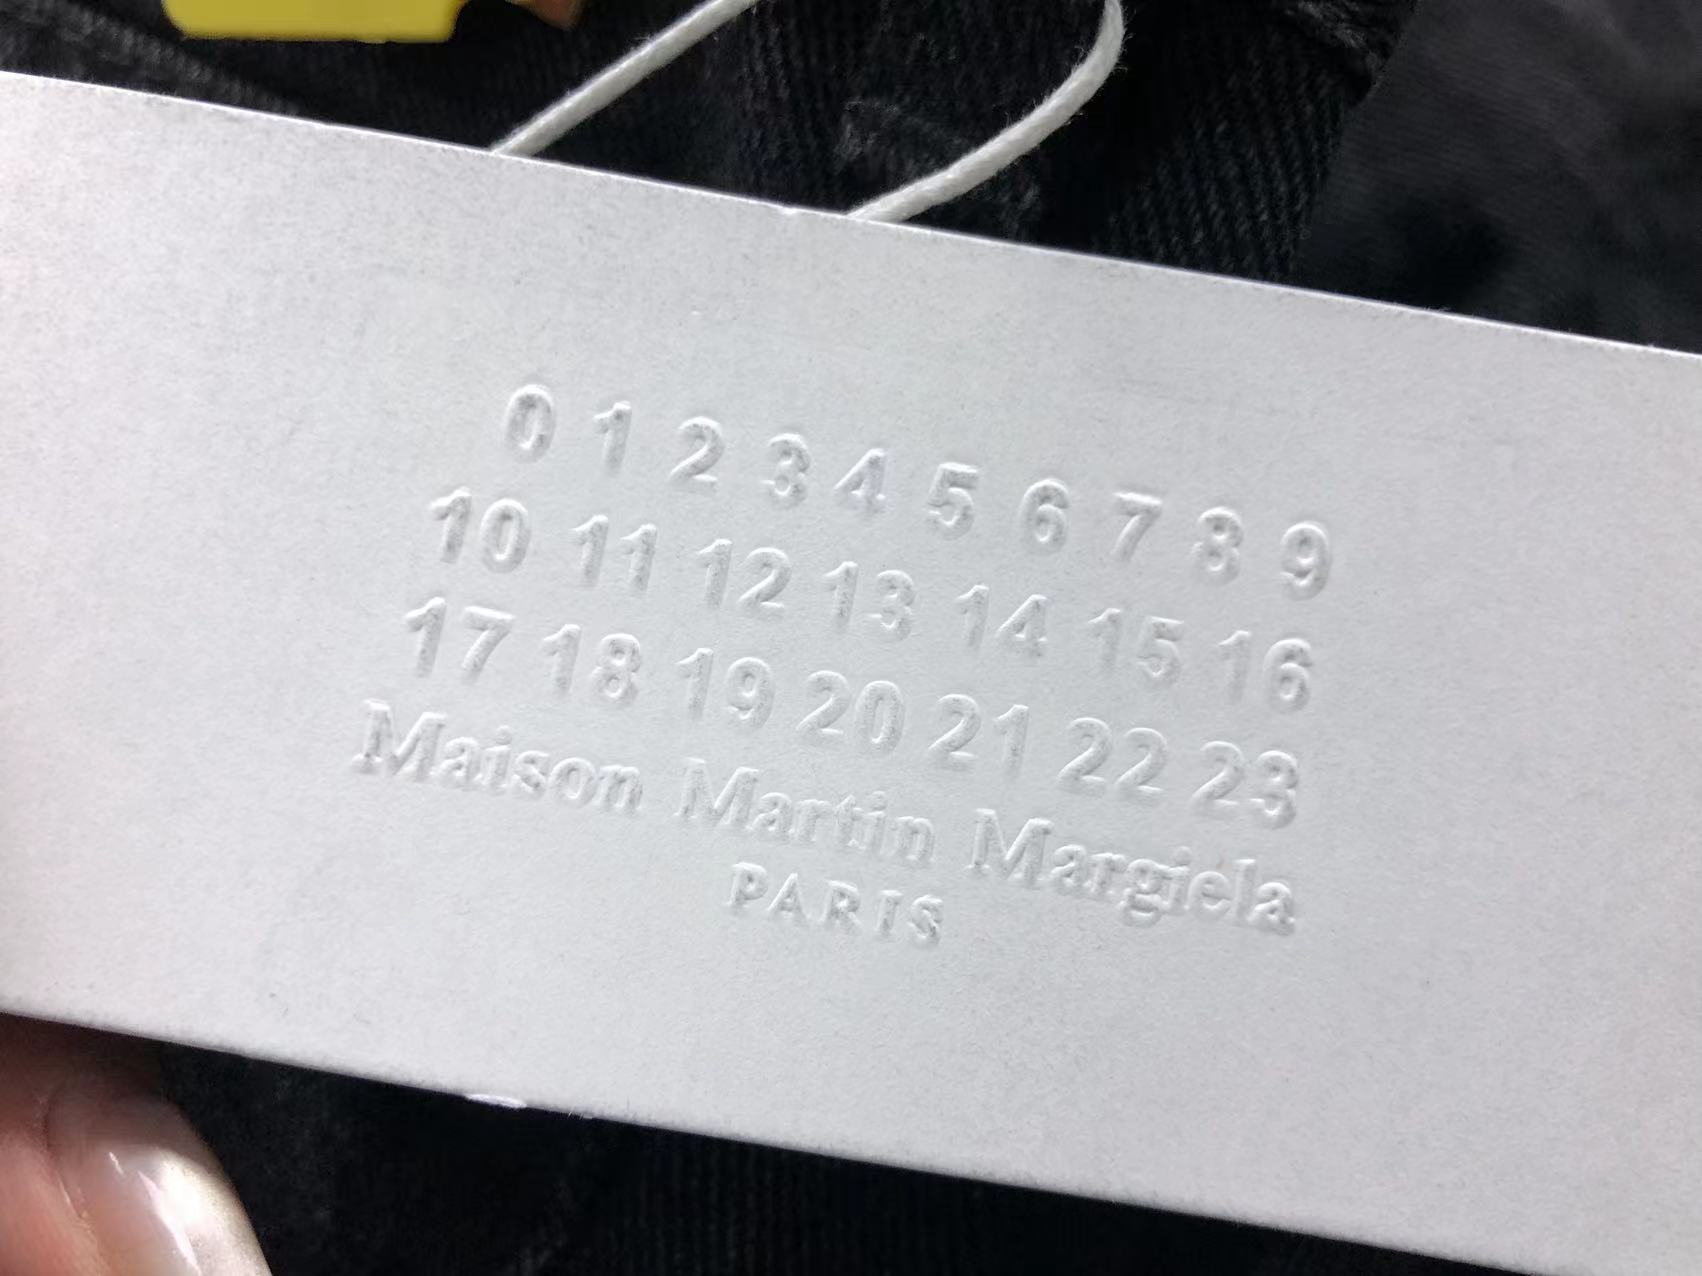 0 1 2 3 4 5 6 7 8 9
10 11 12 13 14 15 16
17 18 19 20 21 22 23
Maison Martin Margiela
PARIS